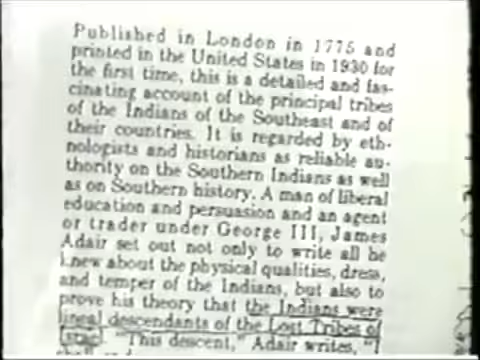 Published in London in 1775 and
printed in the United States in 1930 for
the first time, this is a detailed and fas-
cinating account of the principal tribes
of the Indians of the Southeast and of
their countries. It is regarded by eth-
nologists and historians as reliable au-
thority on the Southern Indians as well
as on Southern history. A man of liberal
education and persuasion and an agent
or trader under George III, James
Adair set out not only to write all he
knew about the physical qualities, dress,
and temper of the Indians, but also to
prove his theory that the Indians were
lineal descendants of the Lost Tribes of
Israel. "This descent," Adair writes, "I